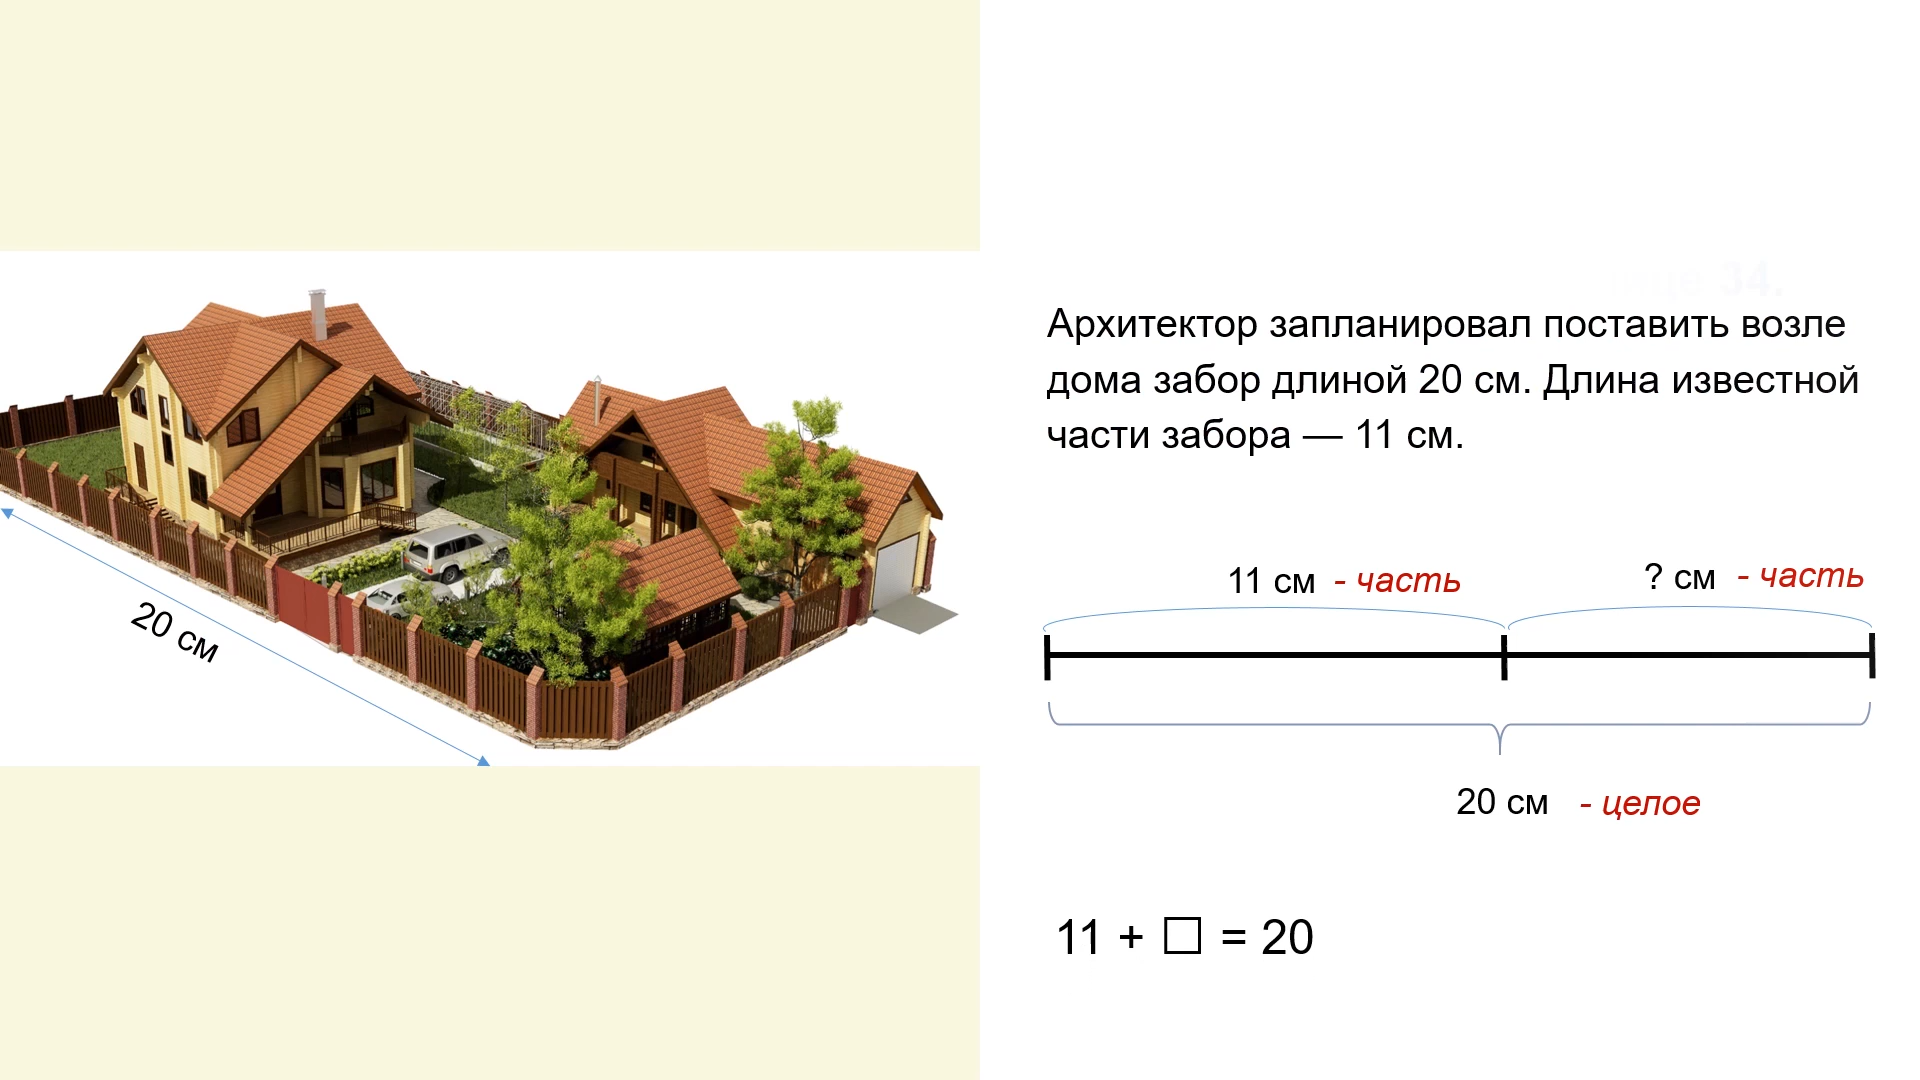 Архитектор запланировал поставить возле
дома забор длиной 20 см. Длина известной
части забора — 11 см.
20 см
11 см - часть
? см - часть
20 см - целое
11 + □ = 20